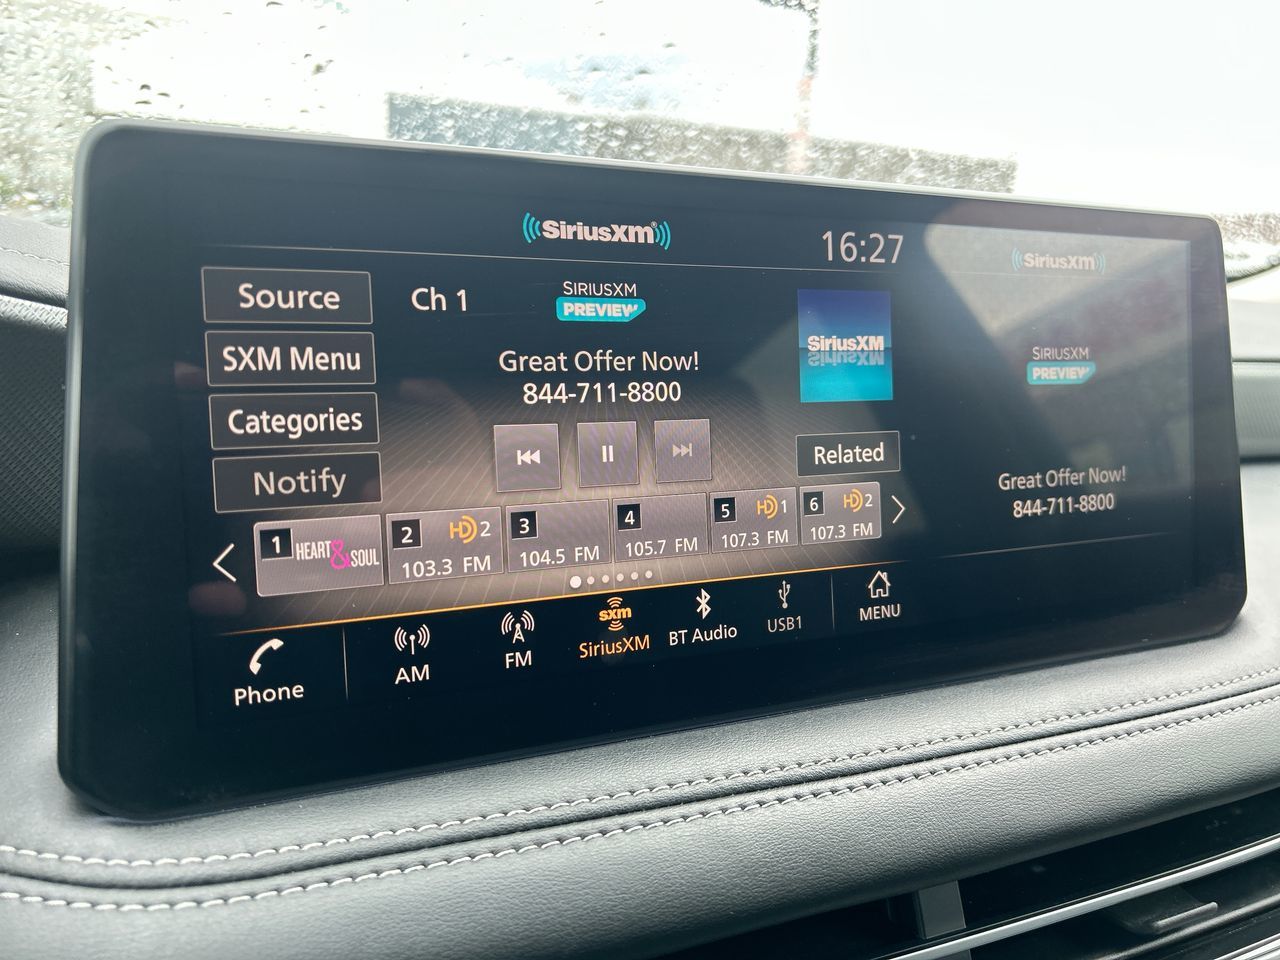 SiriusXM®
16:27
SiriusXM
Source
Ch 1
SIRIUSXM
PREVIEW
SiriusXM
SXM Menu
Great Offer Now!
844-711-8800
SIRIUSXM
PREVIEW
Categories
Notify
Related
Great Offer Now!
844-711-8800
1 HEART & SOUL
2 HD 2
103.3 FM
3
104.5 FM
4
105.7 FM
5 HD 1
107.3 FM
6 HD 2
107.3 FM
Phone
AM
FM
sxm
SiriusXM
BT Audio
USB1
MENU